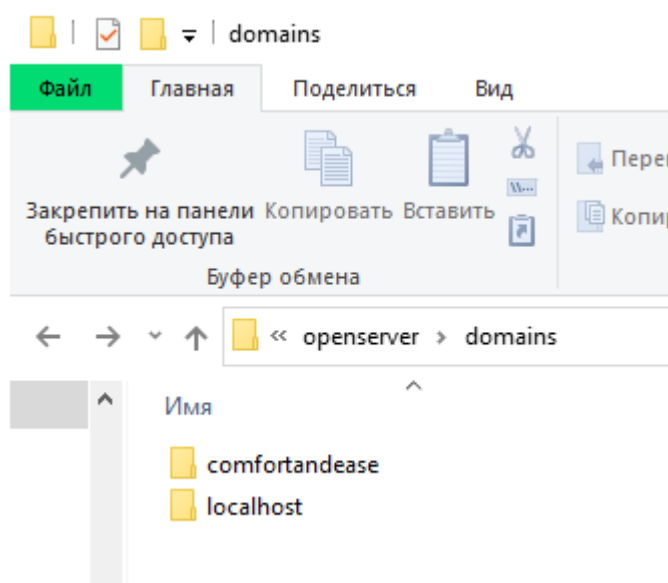 domains
Файл Главная Поделиться Вид
Закрепить на панели быстрого доступа
Копировать Вставить
Буфер обмена
« openserver › domains
Имя
comfortandease
localhost